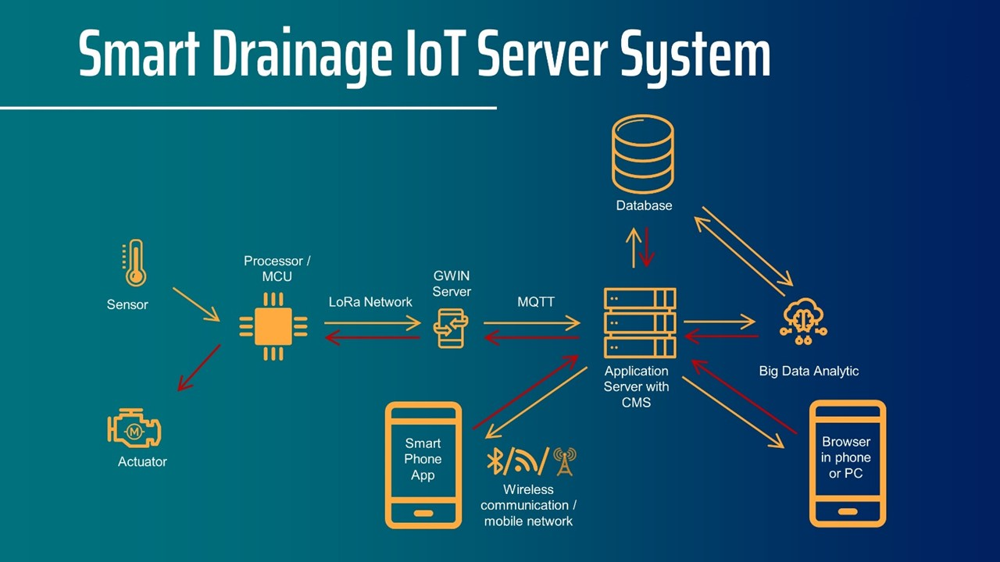 Smart Drainage IoT Server System
Database
Processor /
MCU
GWIN
Server
LoRa Network
MQTT
Sensor
Application
Server with
CMS
Big Data Analytic
Actuator
M
Smart
Phone
App
Wireless
communication /
mobile network
Browser
in phone
or PC